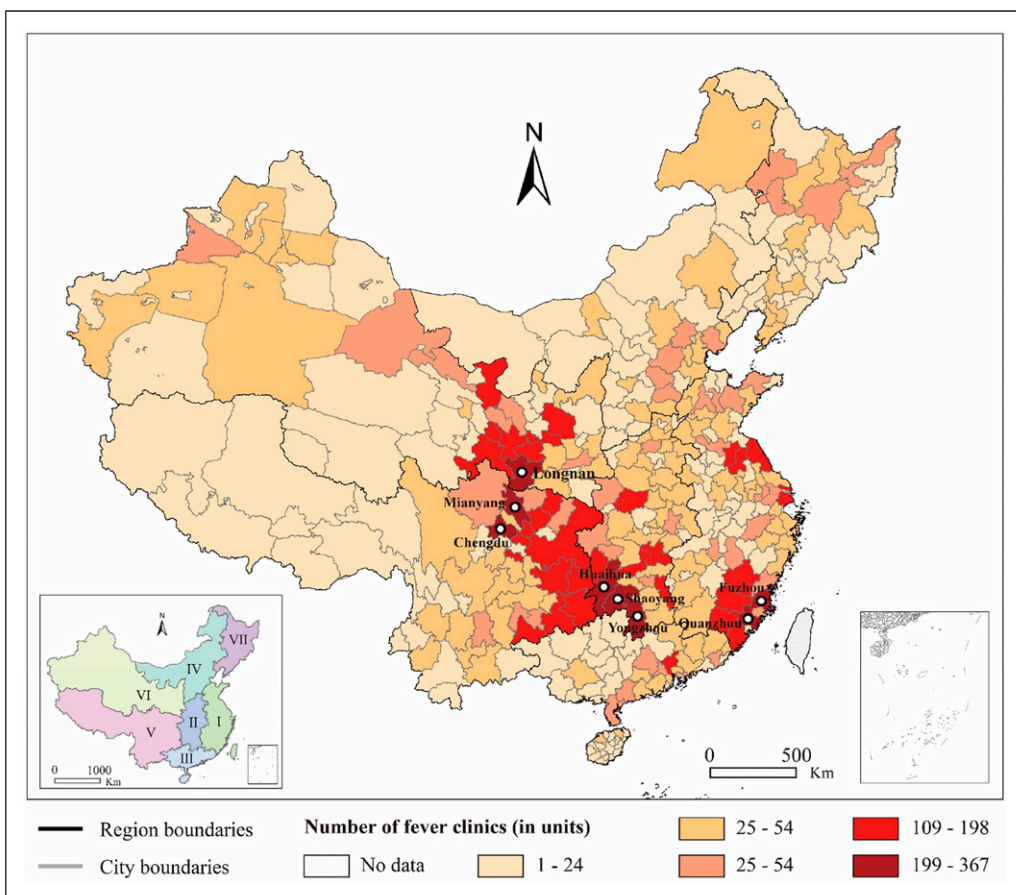 N
Longnan
Mianyang
Chengdu
Huaihua
Shaoyang
Yongzhou
Fuzhou
Quanzhou
N
VII
IV
VI
II
I
V
III
0 1000
Km
0 500
Km
Region boundaries
City boundaries
Number of fever clinics (in units)
No data
1 - 24
25 - 54
25 - 54
109 - 198
199 - 367